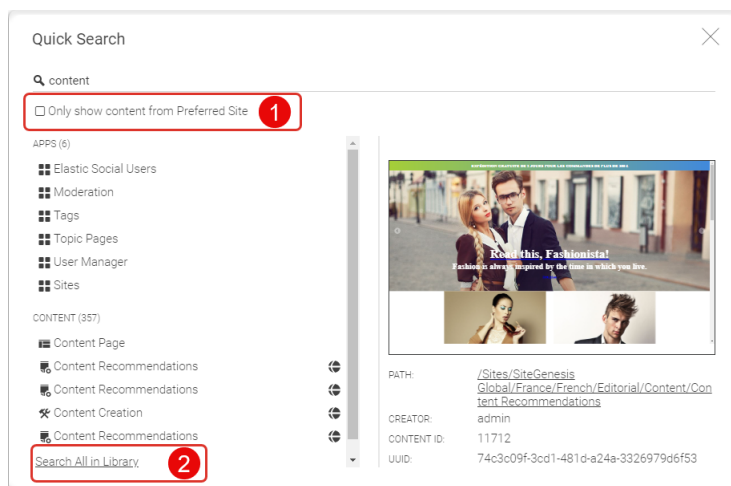 Quick Search
content
Only show content from Preferred Site
1
APPS (6)
Elastic Social Users
Moderation
Tags
Topic Pages
User Manager
Sites
CONTENT (357)
Content Page
Content Recommendations
Content Recommendations
Content Creation
Content Recommendations
Search All in Library
2
Read this, Fashionista!
Fashion is always inspired by the time in which you live.
PATH:
/Sites/SiteGenesis
Global/France/French/Editorial/Content/Con
tent Recommendations
CREATOR:
admin
CONTENT ID:
11712
UUID:
74c3c09f-3cd1-481d-a24a-3326979d6f53